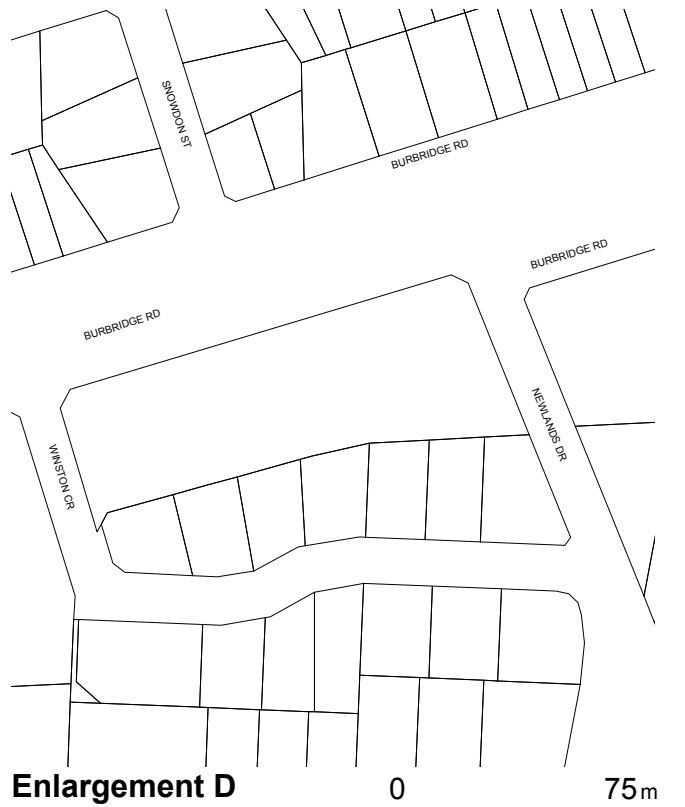 SNOWDON ST
BURBRIDGE RD
BURBRIDGE RD
BURBRIDGE RD
NEWLANDS DR
WINSTON CR
Enlargement D 0 75m